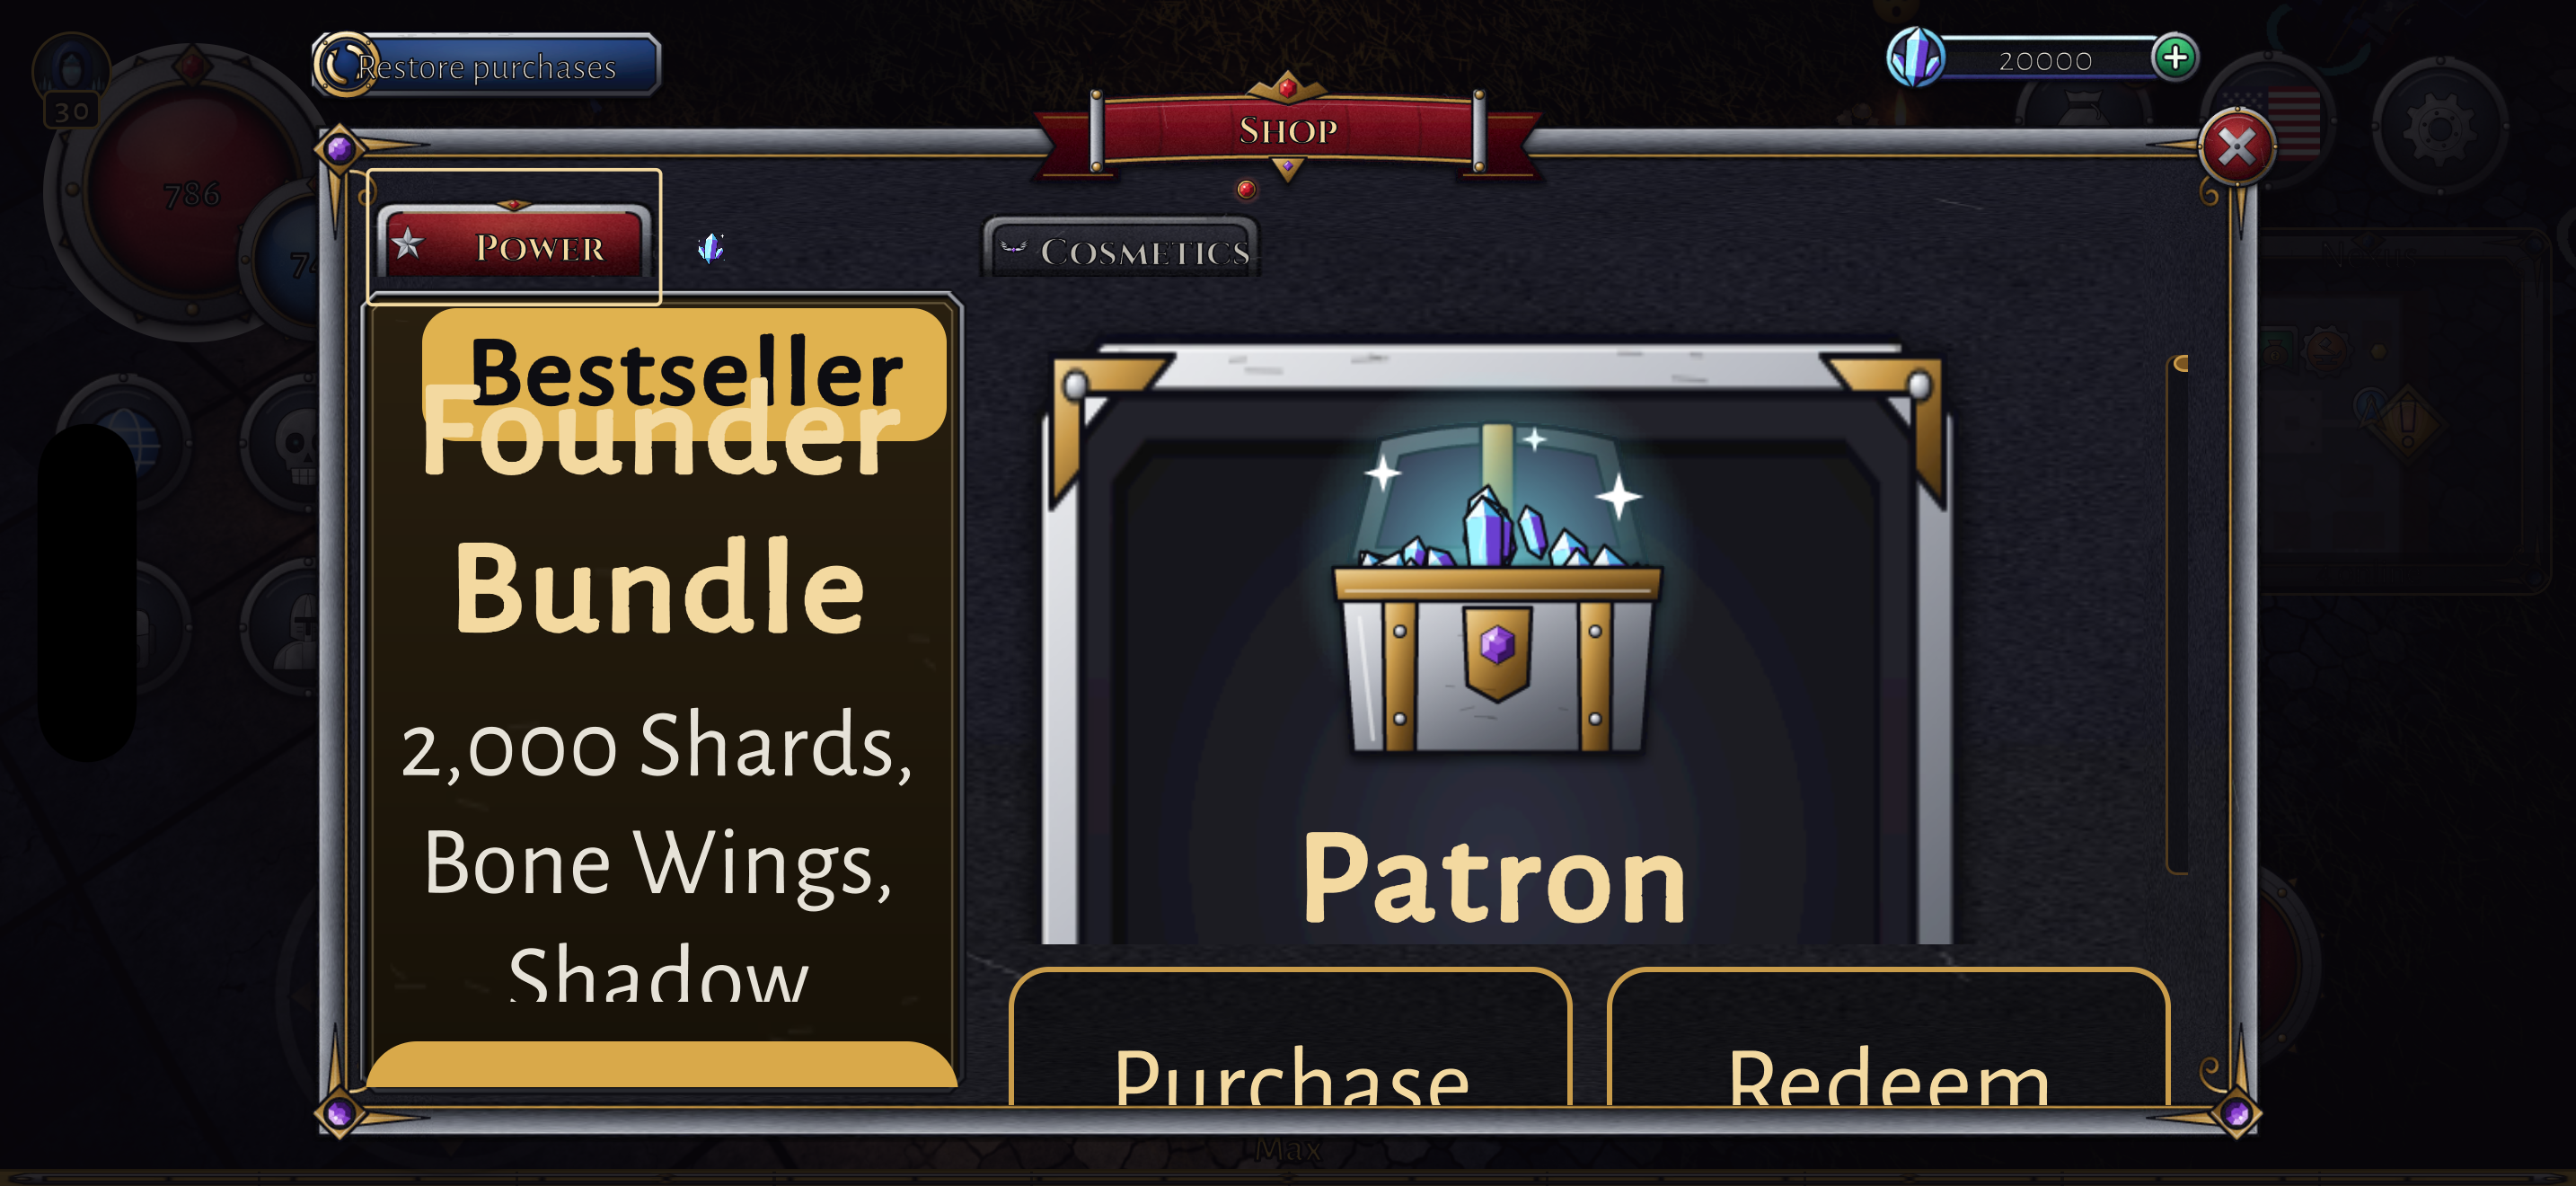 Restore purchases
20000
30
Shop
786
Power
Cosmetics
Bestseller
Founder
Bundle
2,000 Shards,
Bone Wings,
Shadow
Patron
Purchase
Redeem
Max